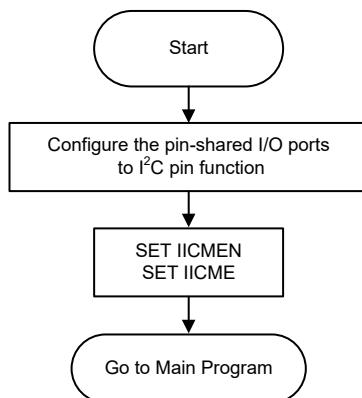 Start
Configure the pin-shared I/O ports
to I²C pin function
SET IICMEN
SET IICME
Go to Main Program